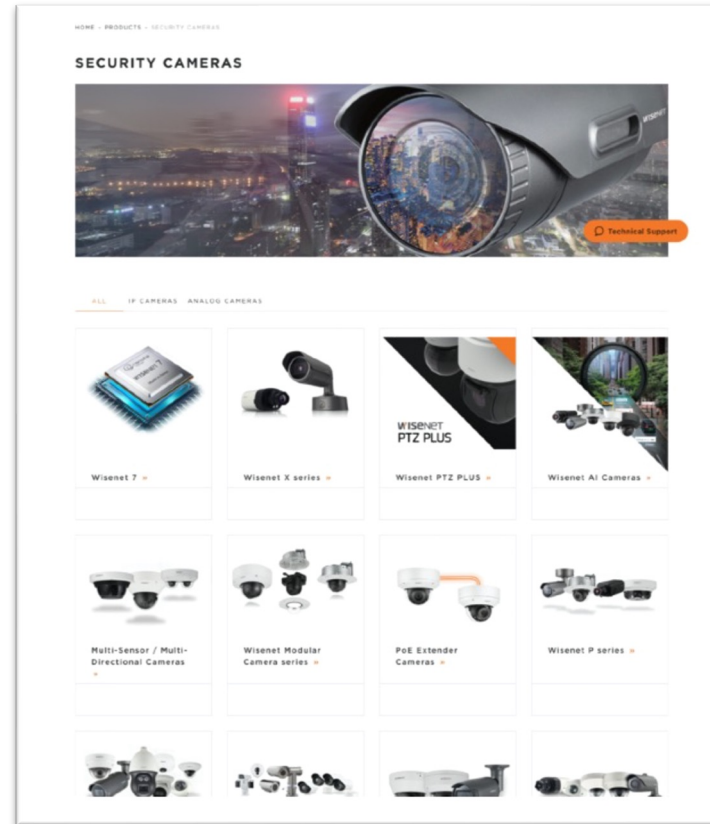 HOME - PRODUCTS - SECURITY CAMERAS
SECURITY CAMERAS
WISENET
Technical Support
ALL IP CAMERAS ANALOG CAMERAS
WISENET 7
WISENET
PTZ PLUS
Wisenet 7 »
Wisenet X series »
Wisenet PTZ PLUS »
Wisenet AI Cameras »
Multi-Sensor / Multi-
Directional Cameras
»
Wisenet Modular
Camera series »
PoE Extender
Cameras »
Wisenet P series »